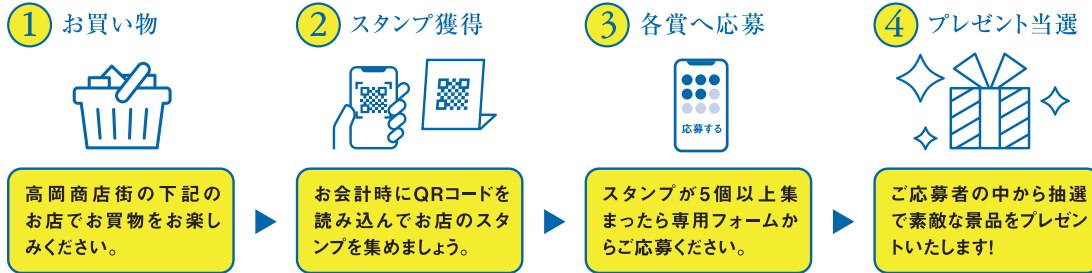 1 お買い物
2 スタンプ獲得
3 各賞へ応募
4 プレゼント当選
応募する
高岡商店街の下記の
お店でお買物をお楽し
みください。
お会計時にQRコードを
読み込んでお店のスタ
ンプを集めましょう。
スタンプが5個以上集
まったら専用フォームか
らご応募ください。
ご応募者の中から抽選
で素敵な景品をプレゼン
トいたします!